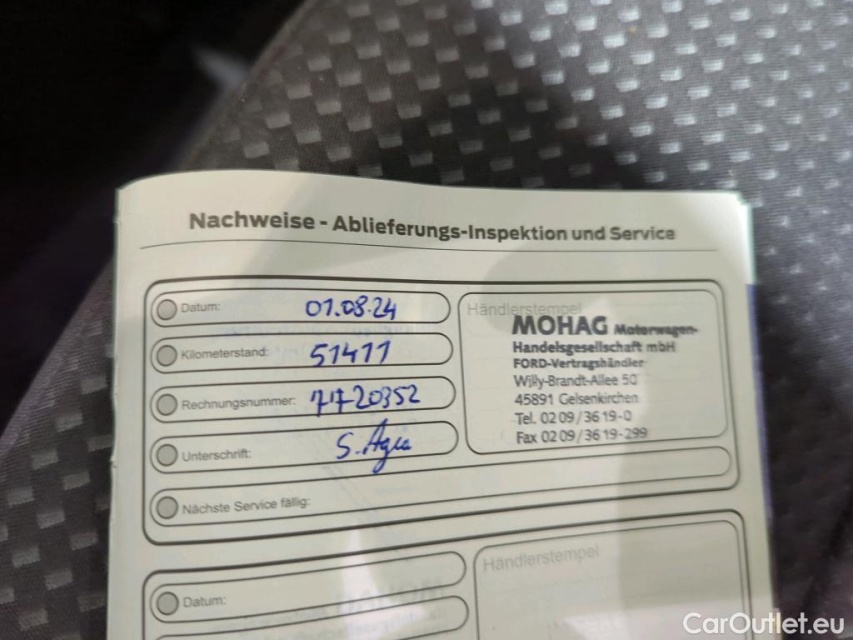 Nachweise - Ablieferungs-Inspektion und Service
Datum: 01.08.24
Kilometerstand: 51411
Rechnungsnummer: 71720352
Unterschrift: S.
Nächste Service fällig:
Händlerstempel
MOHAG Motorwagen-
Handelsgesellschaft mbH
FORD-Vertragshändler
Willy-Brandt-Allee 50
45891 Gelsenkirchen
Tel. 02 09 / 36 19-0
Fax 02 09 / 36 19-299
Datum:
Händlerstempel
CarOutlet.eu